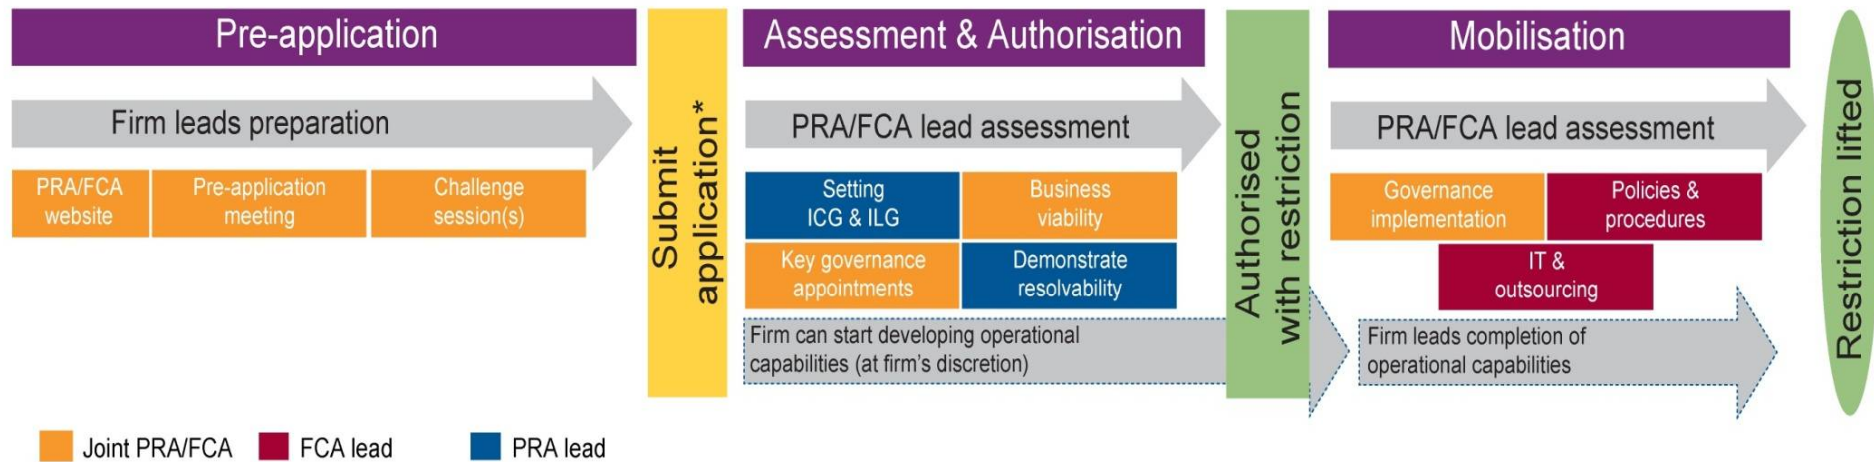 Pre-application
Firm leads preparation
PRA/FCA
website
Pre-application
meeting
Challenge
session(s)
Submit
application*
Assessment & Authorisation
PRA/FCA lead assessment
Setting
ICG & ILG
Business
viability
Key governance
appointments
Demonstrate
resolvability
Firm can start developing operational
capabilities (at firm's discretion)
Authorised
with restriction
Mobilisation
PRA/FCA lead assessment
Governance
implementation
Policies &
procedures
IT &
outsourcing
Firm leads completion of
operational capabilities
Restriction lifted
Joint PRA/FCA
FCA lead
PRA lead